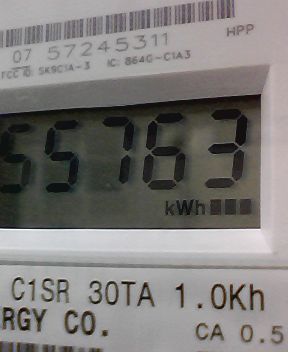 07 57245311
HPP
FCC ID: SK9C1A-3 IC: 864G-C1A3
55763
kWh
C1SR 30TA 1.0Kh
RGY CO.
CA 0.5